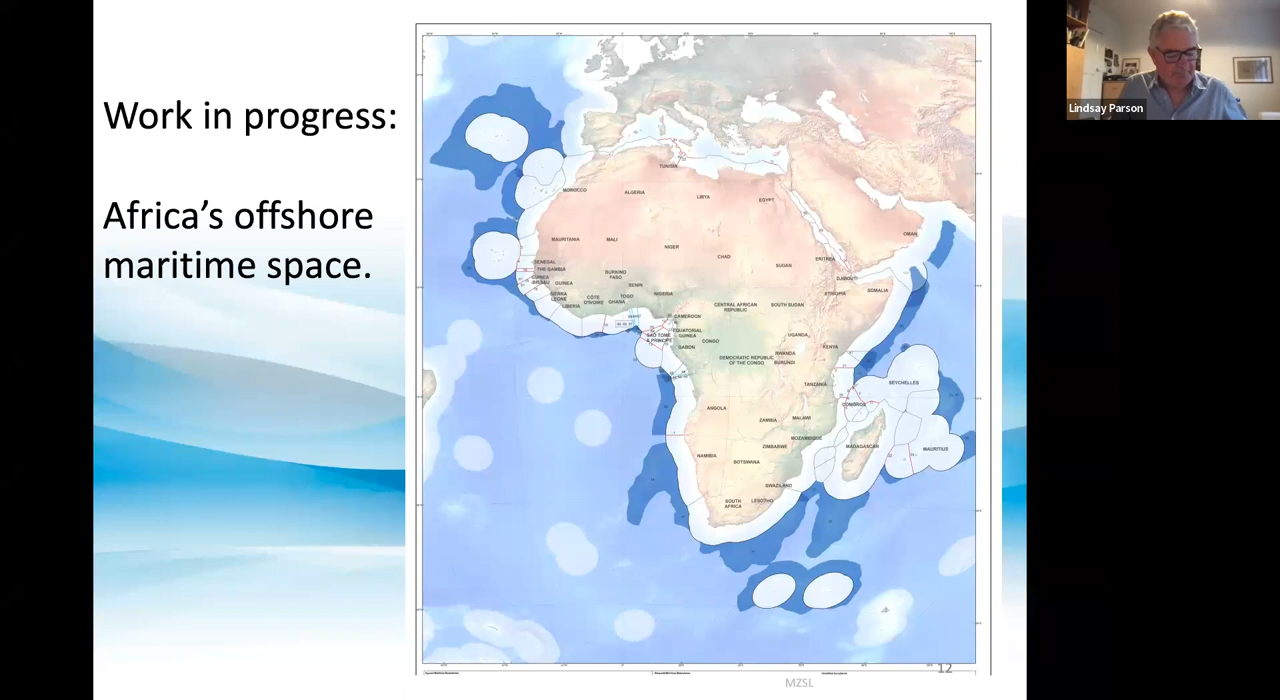 Work in progress:
Africa’s offshore
maritime space.
Lindsay Parson
TUNISIA
MOROCCO
ALGERIA
LIBYA
EGYPT
OMAN
MAURITANIA
MALI
NIGER
CHAD
SUDAN
ERITREA
SENEGAL
THE GAMBIA
GUINEA
BISSAU
GUINEA
BURKINO
FASO
BENIN
DJIBOUTI
ETHIOPIA
SOMALIA
SIERRA
LEONE
LIBERIA
CÔTE
D'IVOIRE
TOGO
GHANA
NIGERIA
CENTRAL AFRICAN
REPUBLIC
SOUTH SUDAN
CAMEROON
EQUATORIAL
GUINEA
SAO TOME
& PRINCIPE
GABON
CONGO
UGANDA
KENYA
RWANDA
BURUNDI
DEMOCRATIC REPUBLIC
OF THE CONGO
TANZANIA
SEYCHELLES
COMOROS
ANGOLA
ZAMBIA
MALAWI
MOZAMBIQUE
ZIMBABWE
MADAGASCAR
MAURITIUS
NAMIBIA
BOTSWANA
SWAZILAND
SOUTH
AFRICA
LESOTHO
12
MZSL